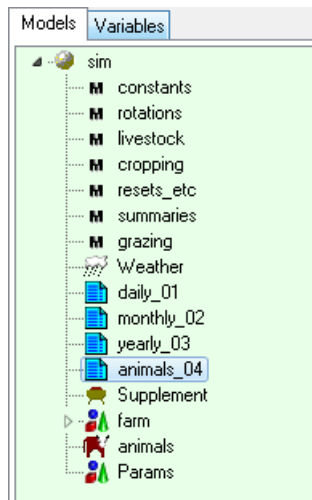 Models Variables
sim
M constants
M rotations
M livestock
M cropping
M resets_etc
M summaries
M grazing
Weather
daily_01
monthly_02
yearly_03
animals_04
Supplement
farm
animals
Params